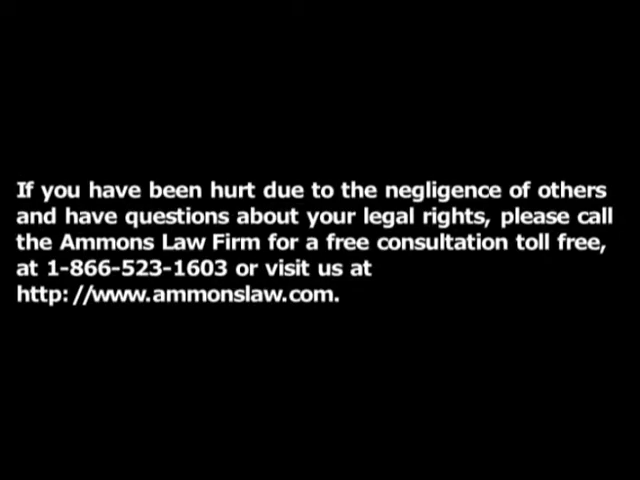 If you have been hurt due to the negligence of others
and have questions about your legal rights, please call
the Ammons Law Firm for a free consultation toll free,
at 1-866-523-1603 or visit us at
http://www.ammonslaw.com.